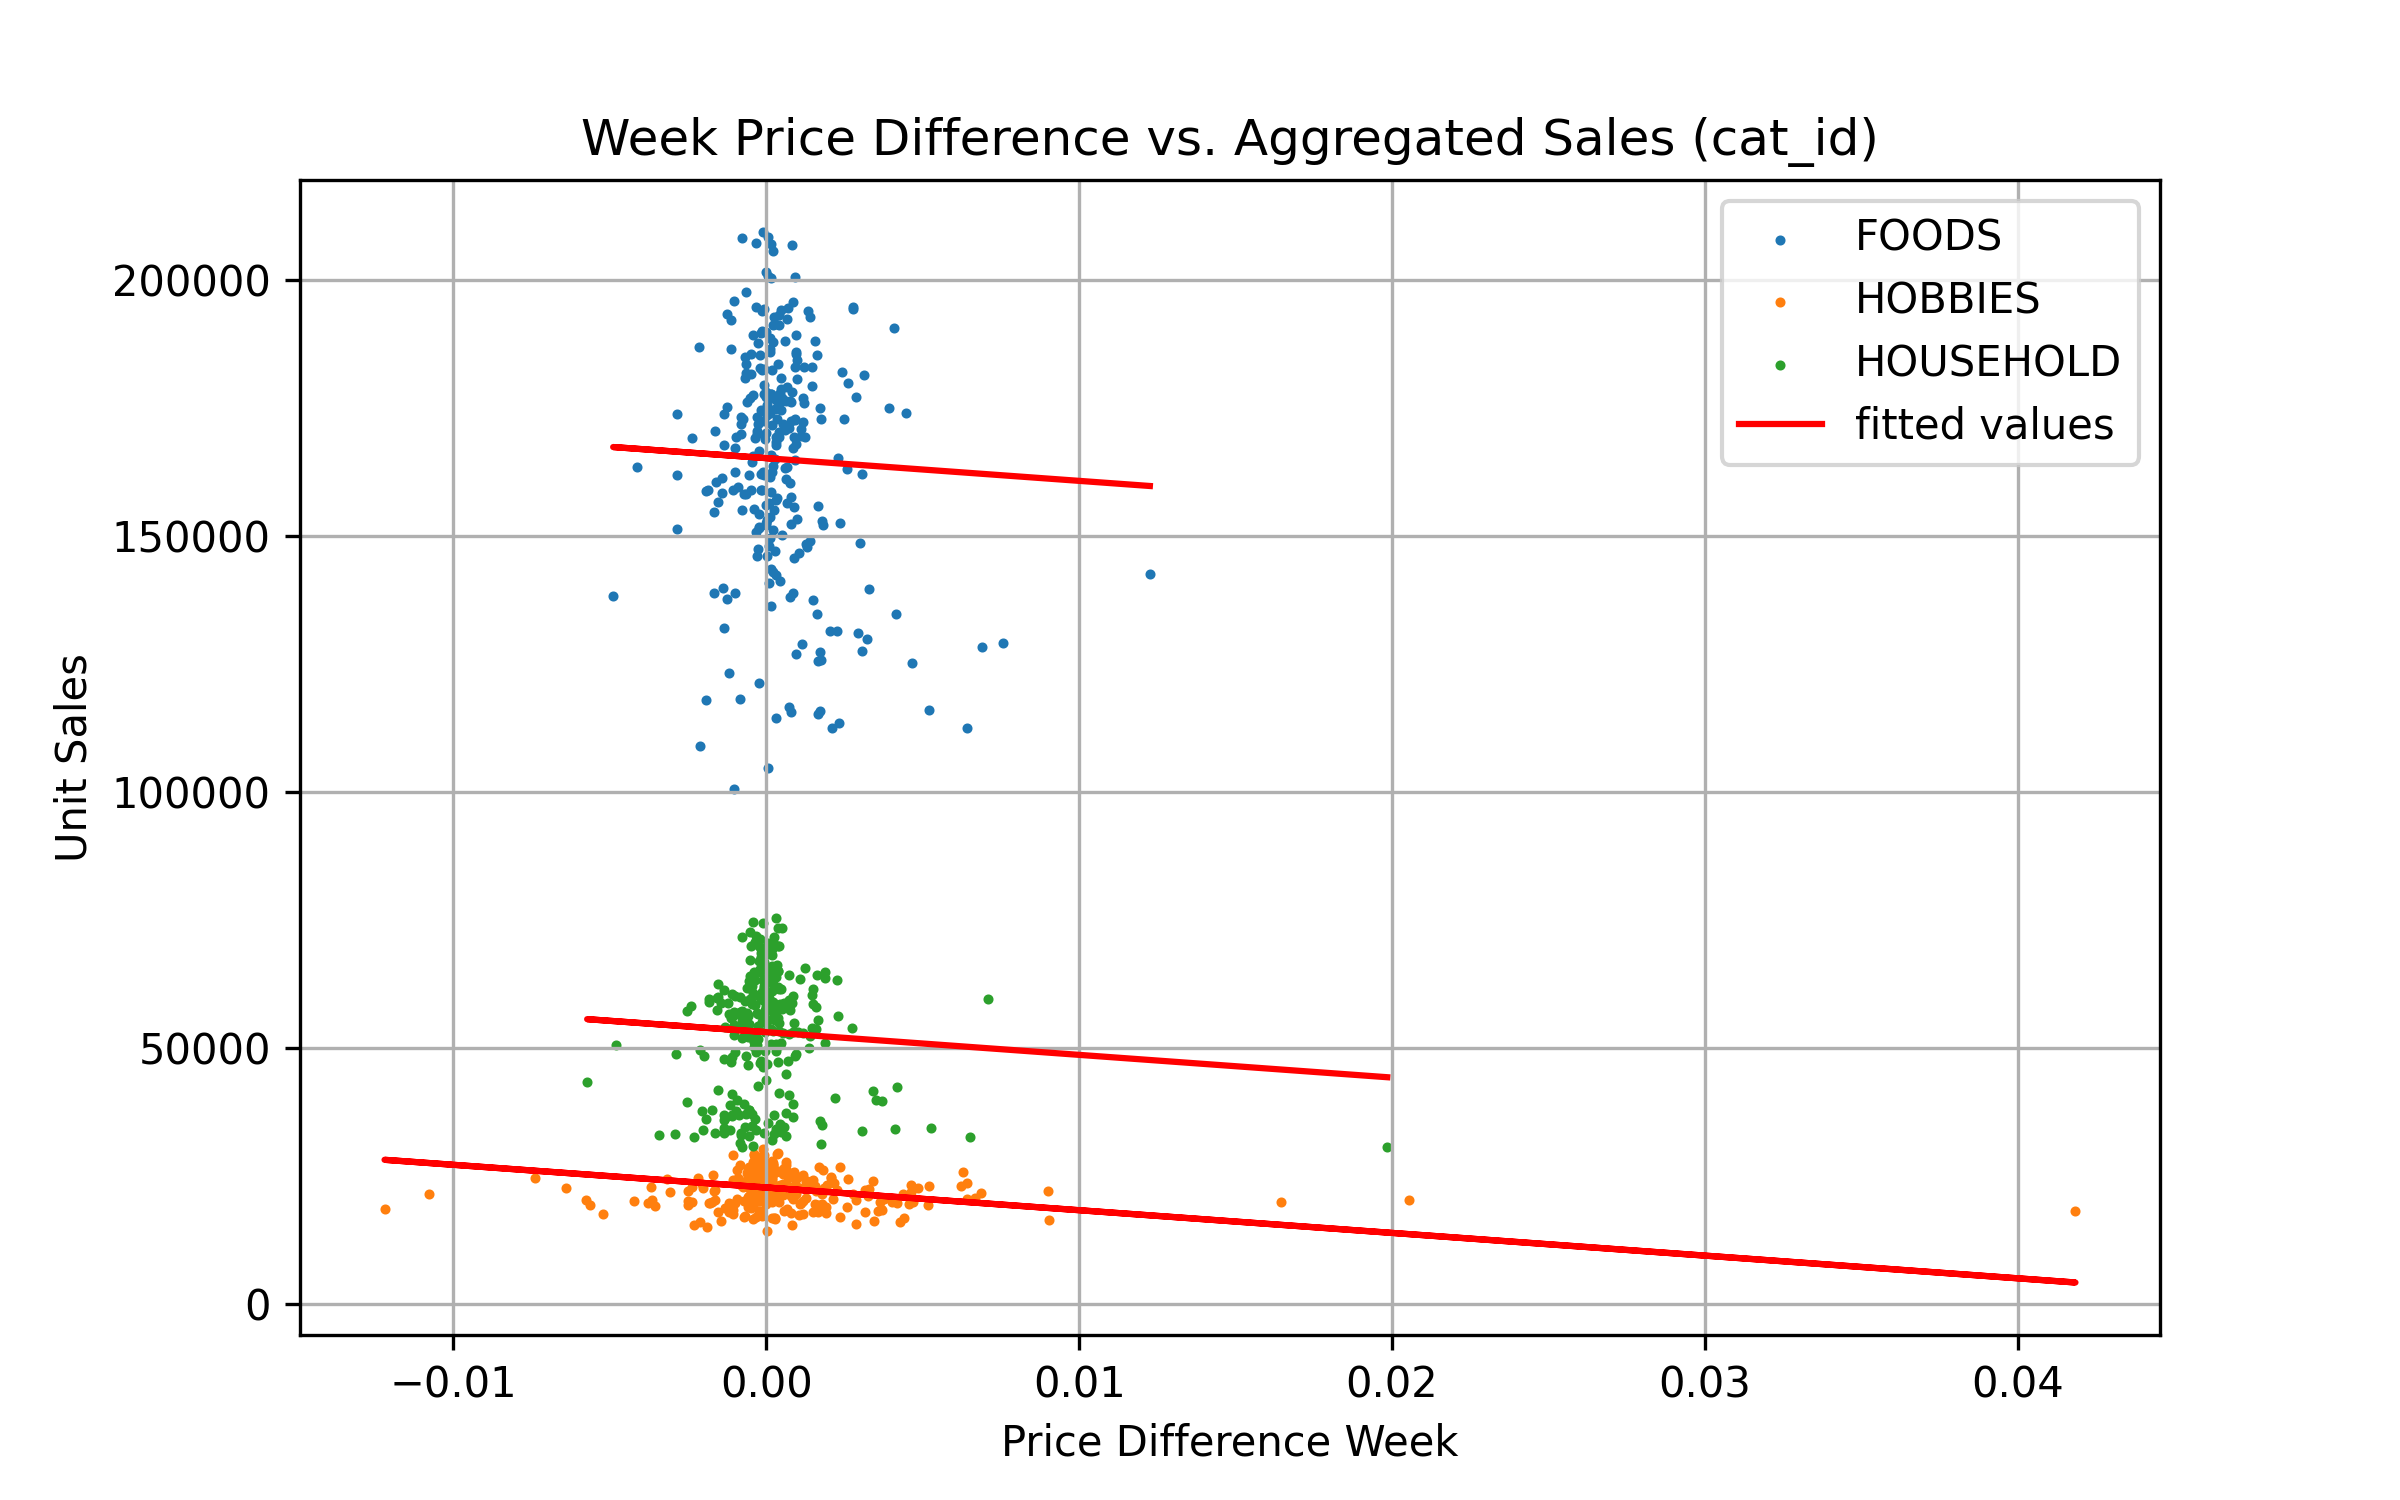 Week Price Difference vs. Aggregated Sales (cat_id)
FOODS
HOBBIES
HOUSEHOLD
fitted values
200000
150000
100000
50000
0
Unit Sales
−0.01
0.00
0.01
0.02
0.03
0.04
Price Difference Week